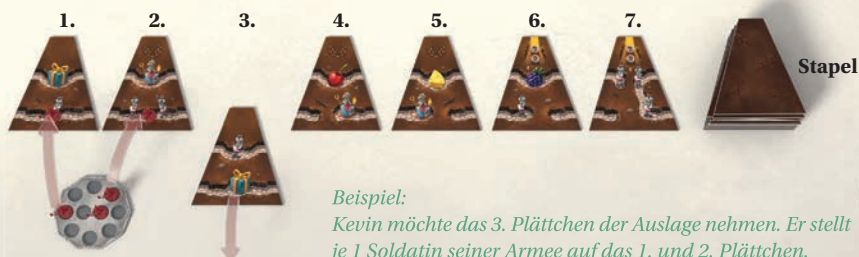 1. 2. 3. 4. 5. 6. 7.
Stapel
Beispiel:
Kevin möchte das 3. Plättchen der Auslage nehmen. Er stellt
je 1 Soldatin seiner Armee auf das 1. und 2. Plättchen.